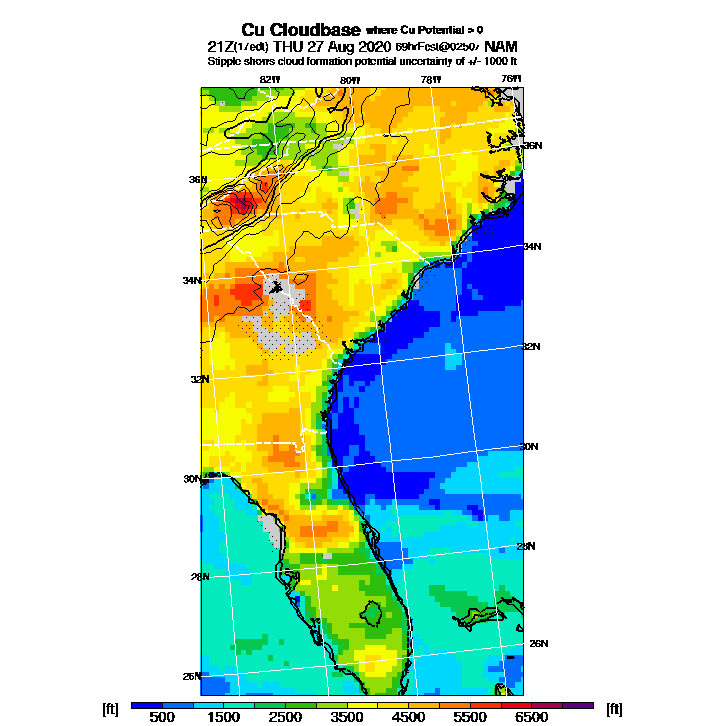 Cu Cloudbase where Cu Potential > 0
21Z(17edt) THU 27 Aug 2020 69hrFcst@0250z NAM
Stipple shows cloud formation potential uncertainty of +/- 1000 ft
82W 80W 78W 76W
36N
36N
34N
34N
32N
32N
30N
30N
28N
28N
26N
26N
[ft] 500 1500 2500 3500 4500 5500 6500 [ft]